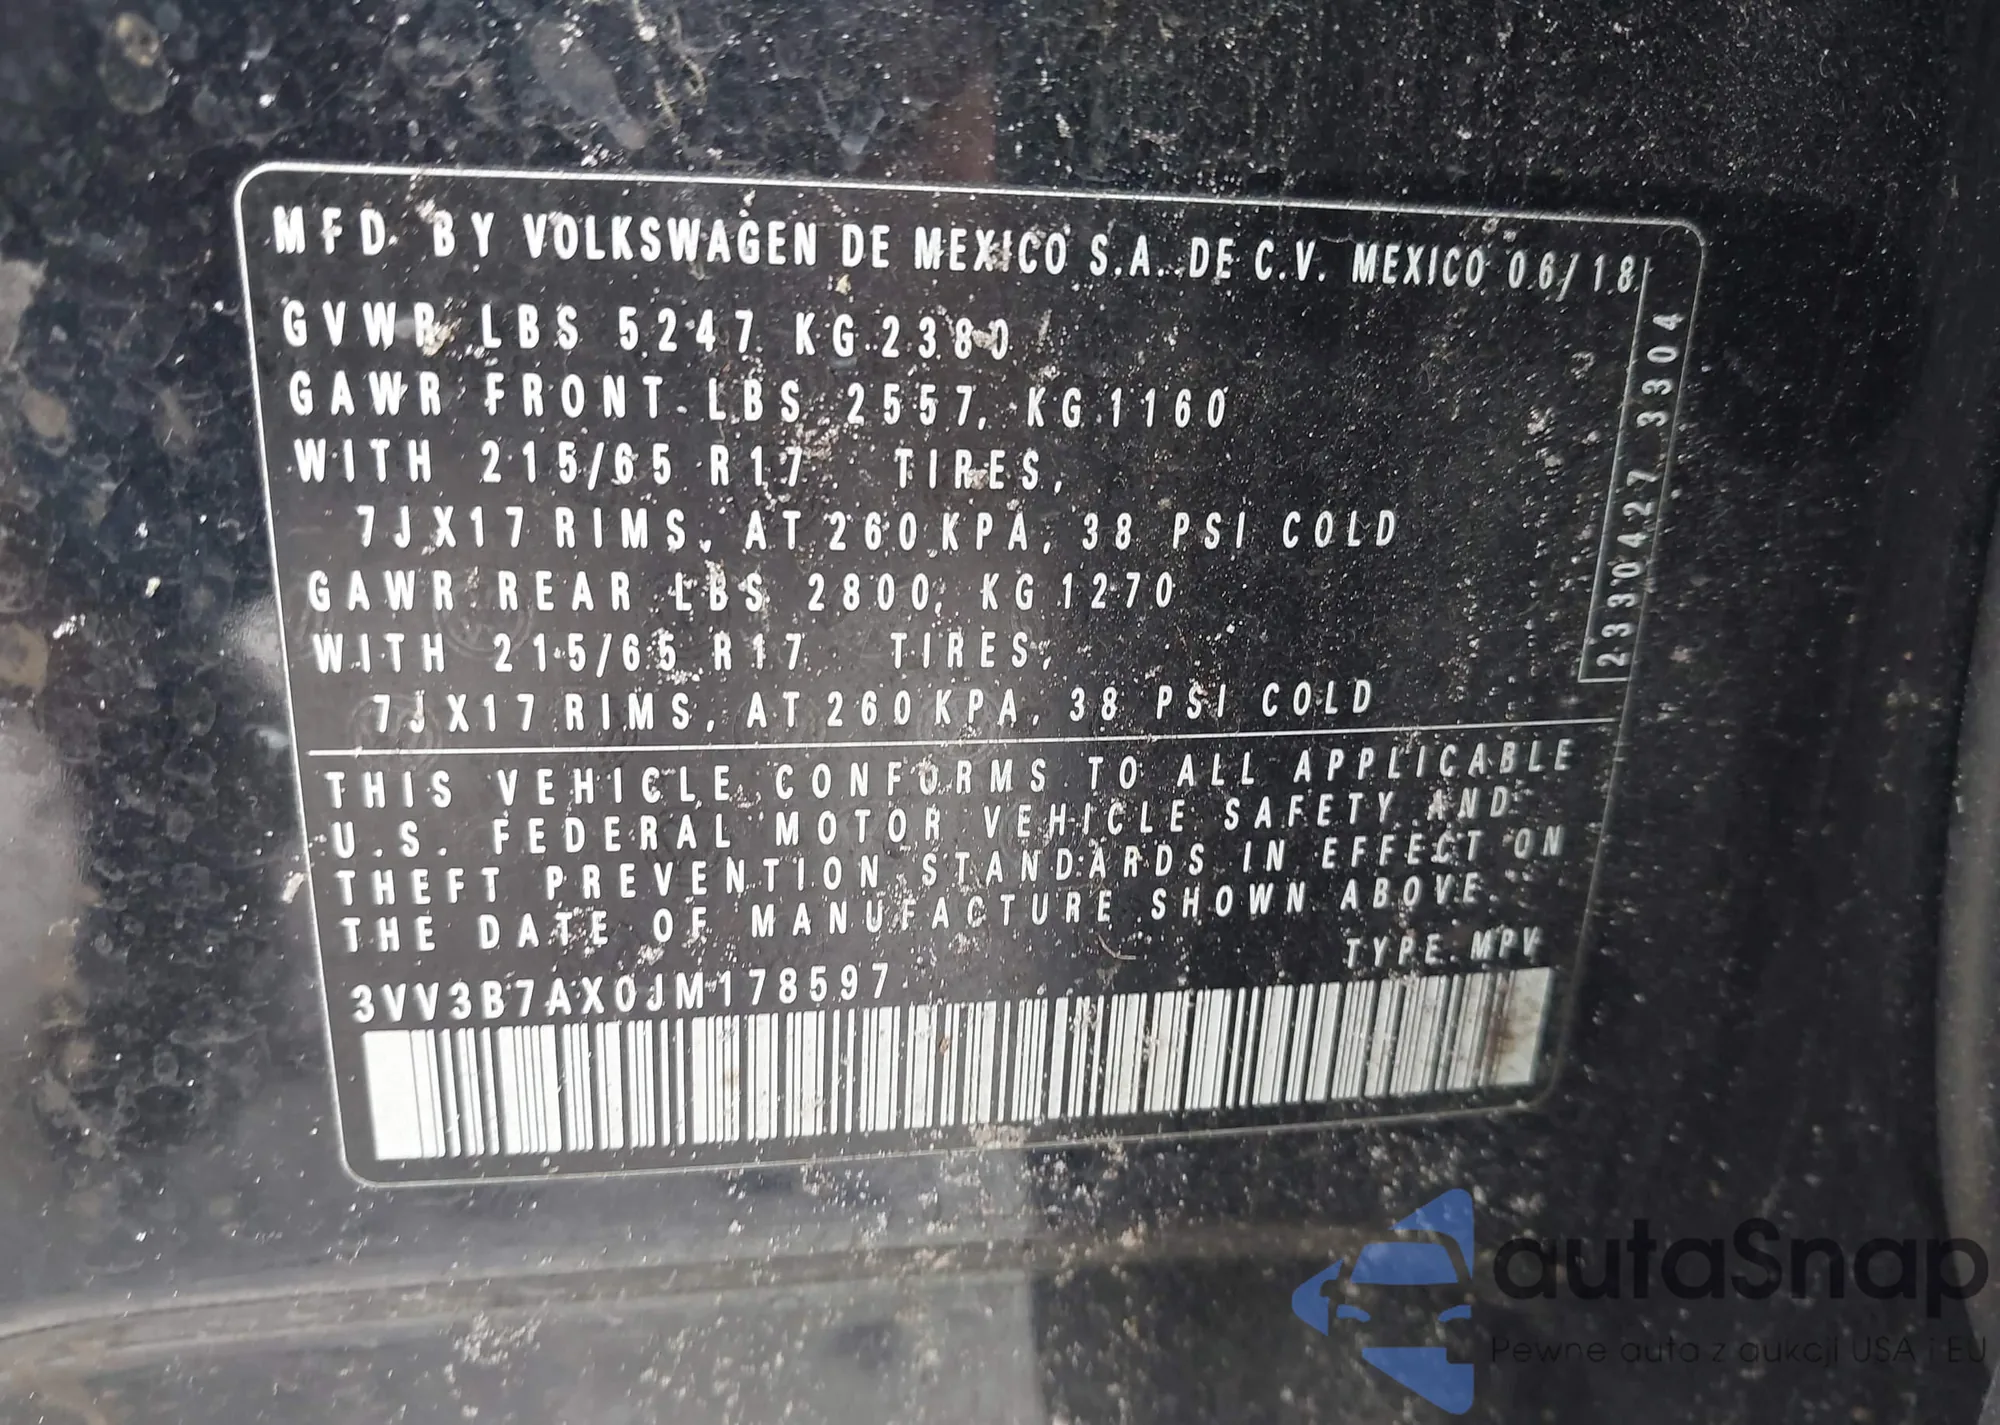 MFD. BY VOLKSWAGEN DE MEXICO S.A. DE C.V. MEXICO 06/18
GVWR LBS 5247 KG 2380
GAWR FRONT LBS 2557, KG 1160
WITH 215/65 R17 TIRES,
7JX17 RIMS, AT 260 KPA, 38 PSI COLD
GAWR REAR LBS 2800, KG 1270
WITH 215/65 R17 TIRES,
7JX17 RIMS, AT 260 KPA, 38 PSI COLD
2330427 3304
THIS VEHICLE CONFORMS TO ALL APPLICABLE
U.S. FEDERAL MOTOR VEHICLE SAFETY AND
THEFT PREVENTION STANDARDS IN EFFECT ON
THE DATE OF MANUFACTURE SHOWN ABOVE.
TYPE MPV
3VV3B7AX0JM178597
autaSnap
Pewne auta z aukcji USA i EU